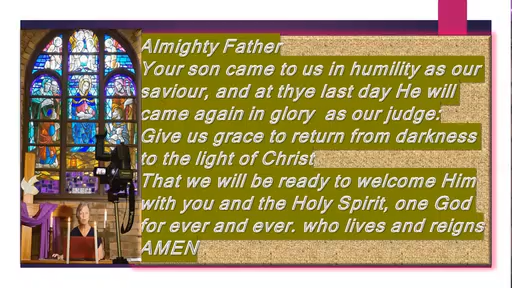 Almighty Father
Your son came to us in humility as our
saviour, and at thye last day He will
came again in glory as our judge:
Give us grace to return from darkness
to the light of Christ
That we will be ready to welcome Him
with you and the Holy Spirit, one God
for ever and ever. who lives and reigns
AMEN